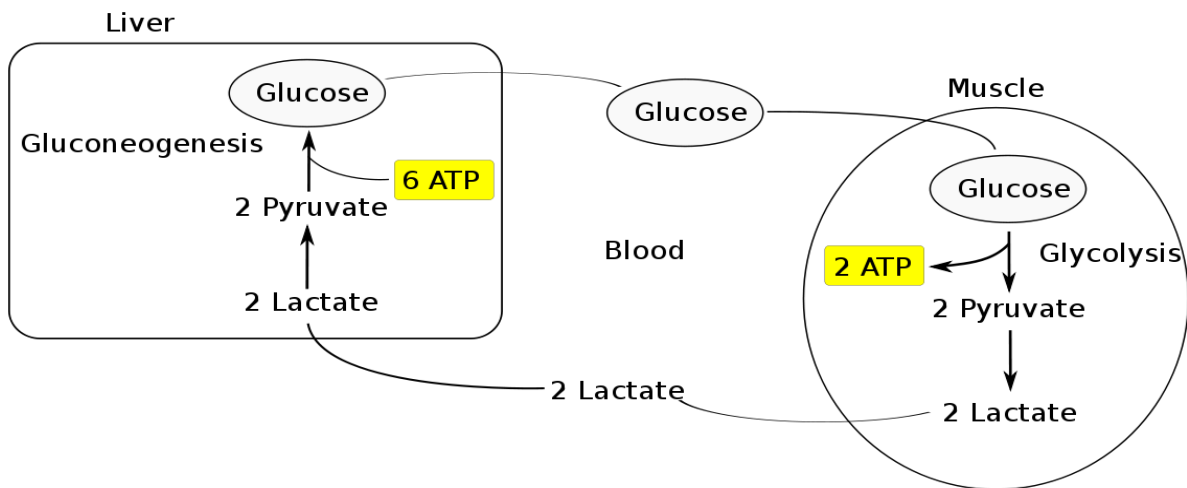 Liver
Glucose
Gluconeogenesis
6 ATP
2 Pyruvate
2 Lactate
Glucose
Blood
2 Lactate
Muscle
Glucose
2 ATP
Glycolysis
2 Pyruvate
2 Lactate